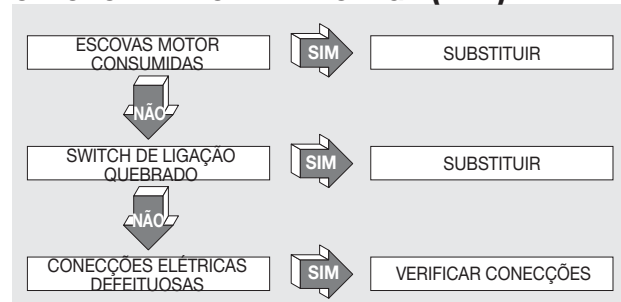 ESCOVAS MOTOR
CONSUMIDAS
SIM
SUBSTITUIR
NÃO
SWITCH DE LIGAÇÃO
QUEBRADO
SIM
SUBSTITUIR
NÃO
CONECÇÕES ELÉTRICAS
DEFEITUOSAS
SIM
VERIFICAR CONECÇÕES